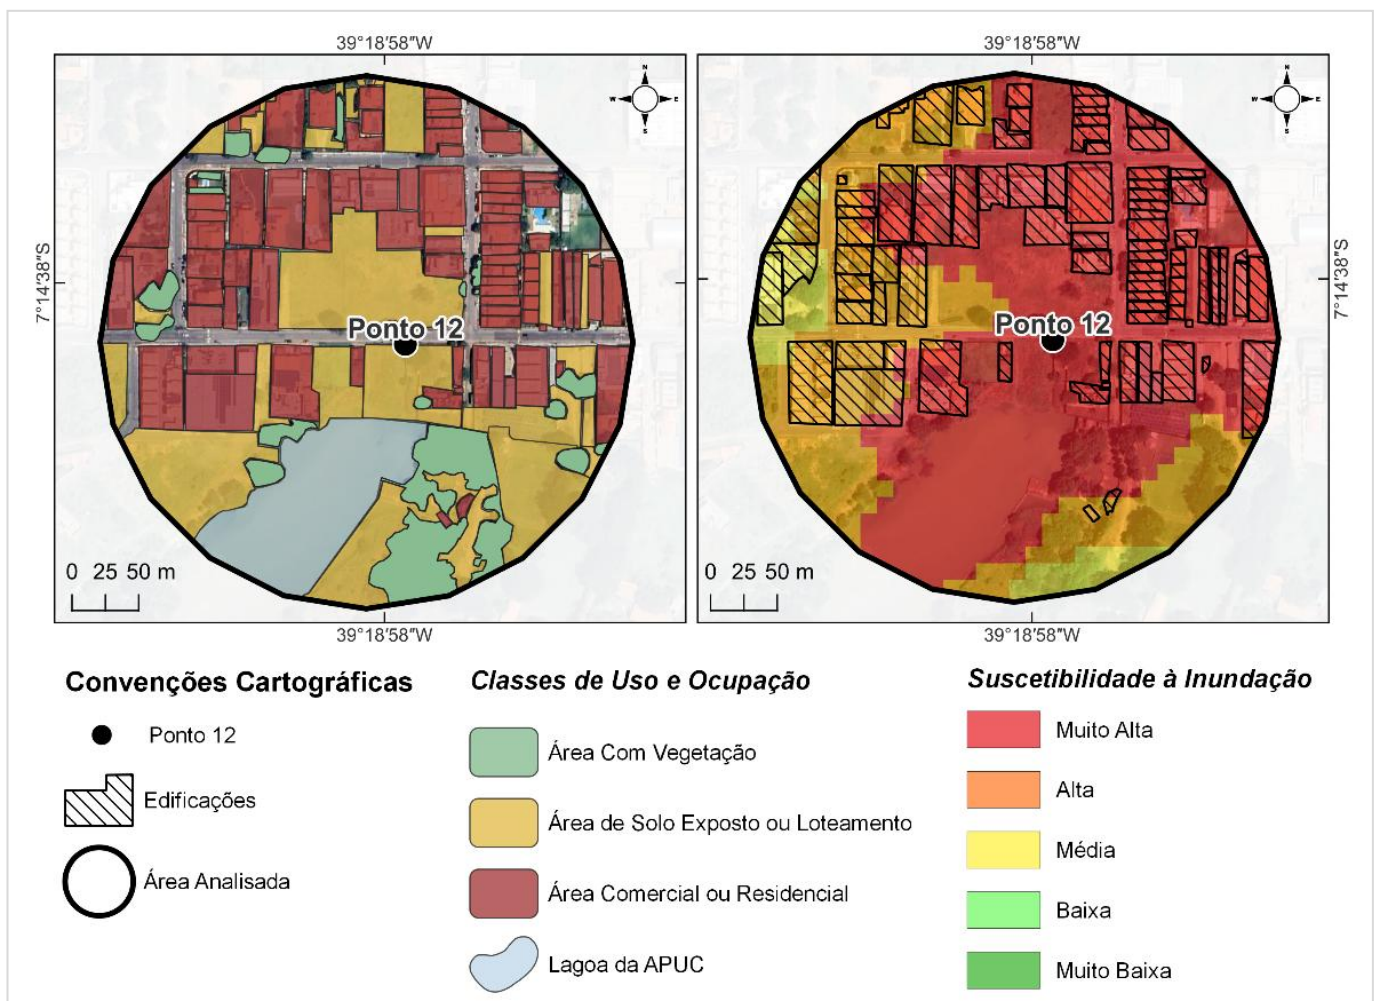 39°18'58"W
39°18'58"W
N
W
E
S
N
W
E
S
7°14'38"S
7°14'38"S
Ponto 12
Ponto 12
0 25 50 m
0 25 50 m
39°18'58"W
39°18'58"W
Convenções Cartográficas
Ponto 12
Edificações
Área Analisada
Classes de Uso e Ocupação
Área Com Vegetação
Área de Solo Exposto ou Loteamento
Área Comercial ou Residencial
Lagoa da APUC
Suscetibilidade à Inundação
Muito Alta
Alta
Média
Baixa
Muito Baixa